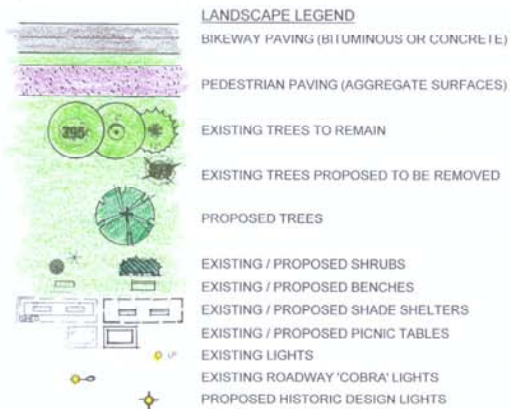 LANDSCAPE LEGEND
BIKEWAY PAVING (BITUMINOUS OR CONCRETE)
PEDESTRIAN PAVING (AGGREGATE SURFACES)
395
EXISTING TREES TO REMAIN
EXISTING TREES PROPOSED TO BE REMOVED
PROPOSED TREES
EXISTING / PROPOSED SHRUBS
EXISTING / PROPOSED BENCHES
EXISTING / PROPOSED SHADE SHELTERS
EXISTING / PROPOSED PICNIC TABLES
LP EXISTING LIGHTS
EXISTING ROADWAY 'COBRA' LIGHTS
PROPOSED HISTORIC DESIGN LIGHTS